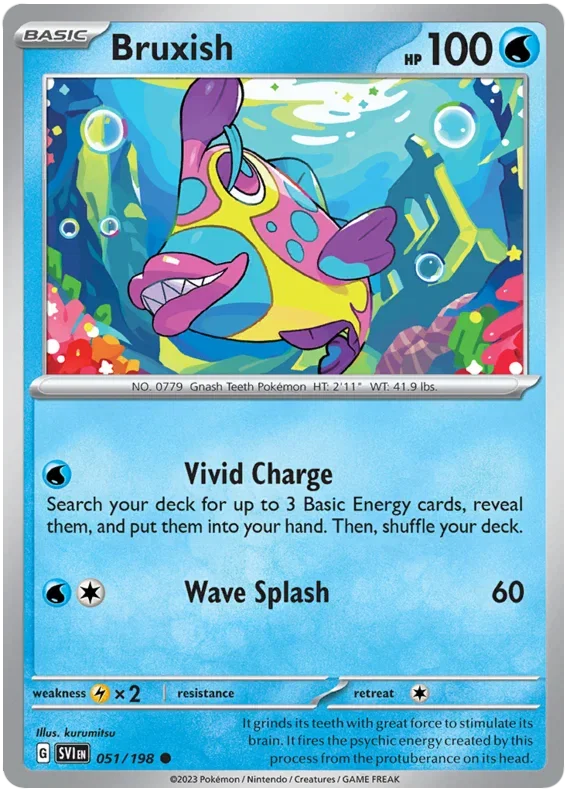 BASIC
Bruxish HP 100
NO. 0779 Gnash Teeth Pokémon HT: 2'11" WT: 41.9 lbs.
Vivid Charge
Search your deck for up to 3 Basic Energy cards, reveal
them, and put them into your hand. Then, shuffle your deck.
Wave Splash 60
weakness ×2 resistance retreat
Illus. kurumitsu
It grinds its teeth with great force to stimulate its
brain. It fires the psychic energy created by this
process from the protuberance on its head.
G SVI EN 051/198
©2023 Pokémon / Nintendo / Creatures / GAME FREAK